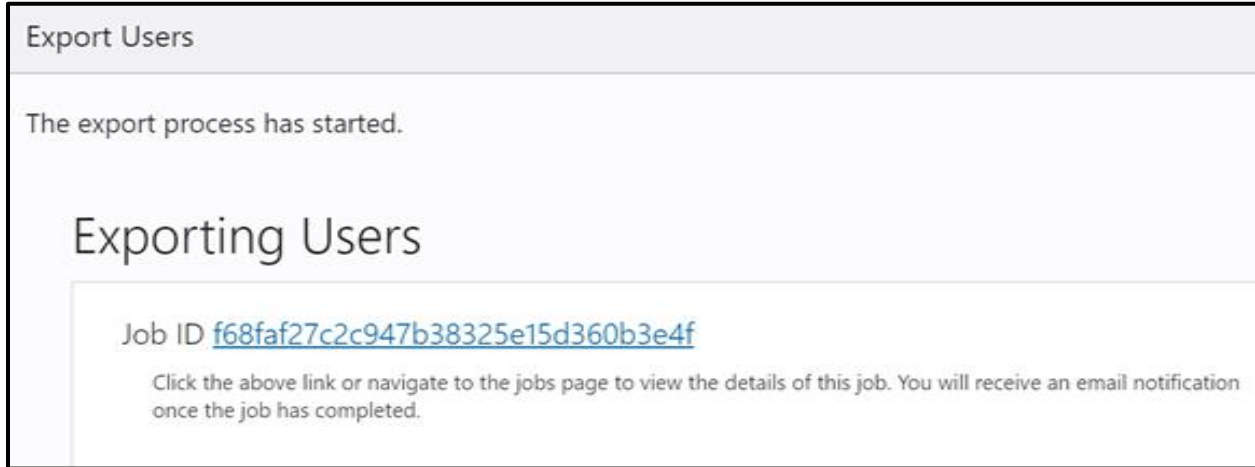 Export Users
The export process has started.
Exporting Users
Job ID f68faf27c2c947b38325e15d360b3e4f
Click the above link or navigate to the jobs page to view the details of this job. You will receive an email notification
once the job has completed.